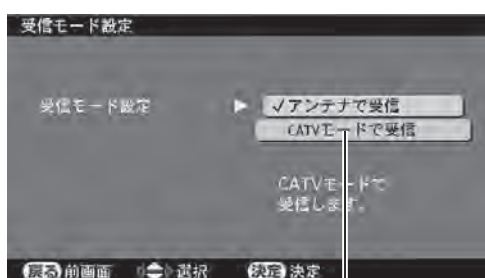 受信モード設定
受信モード設定 ▶ ✓アンテナで受信
CATVモードで受信
CATVモードで
受信します。
戻る 前画面 選択 決定 決定